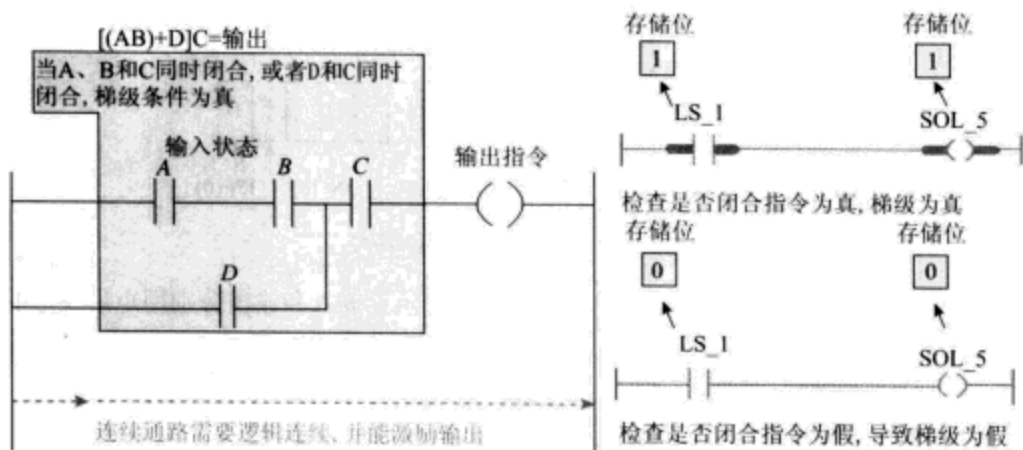 [(AB)+D]C=输出
当A、B和C同时闭合,或者D和C同时
闭合,梯级条件为真
输入状态
A
B
C
输出指令
D
连续通路需要逻辑连续、并能激励输出
存储位
存储位
1
1
LS_1
SOL_5
检查是否闭合指令为真,梯级为真
存储位
存储位
0
0
LS_1
SOL_5
检查是否闭合指令为假,导致梯级为假